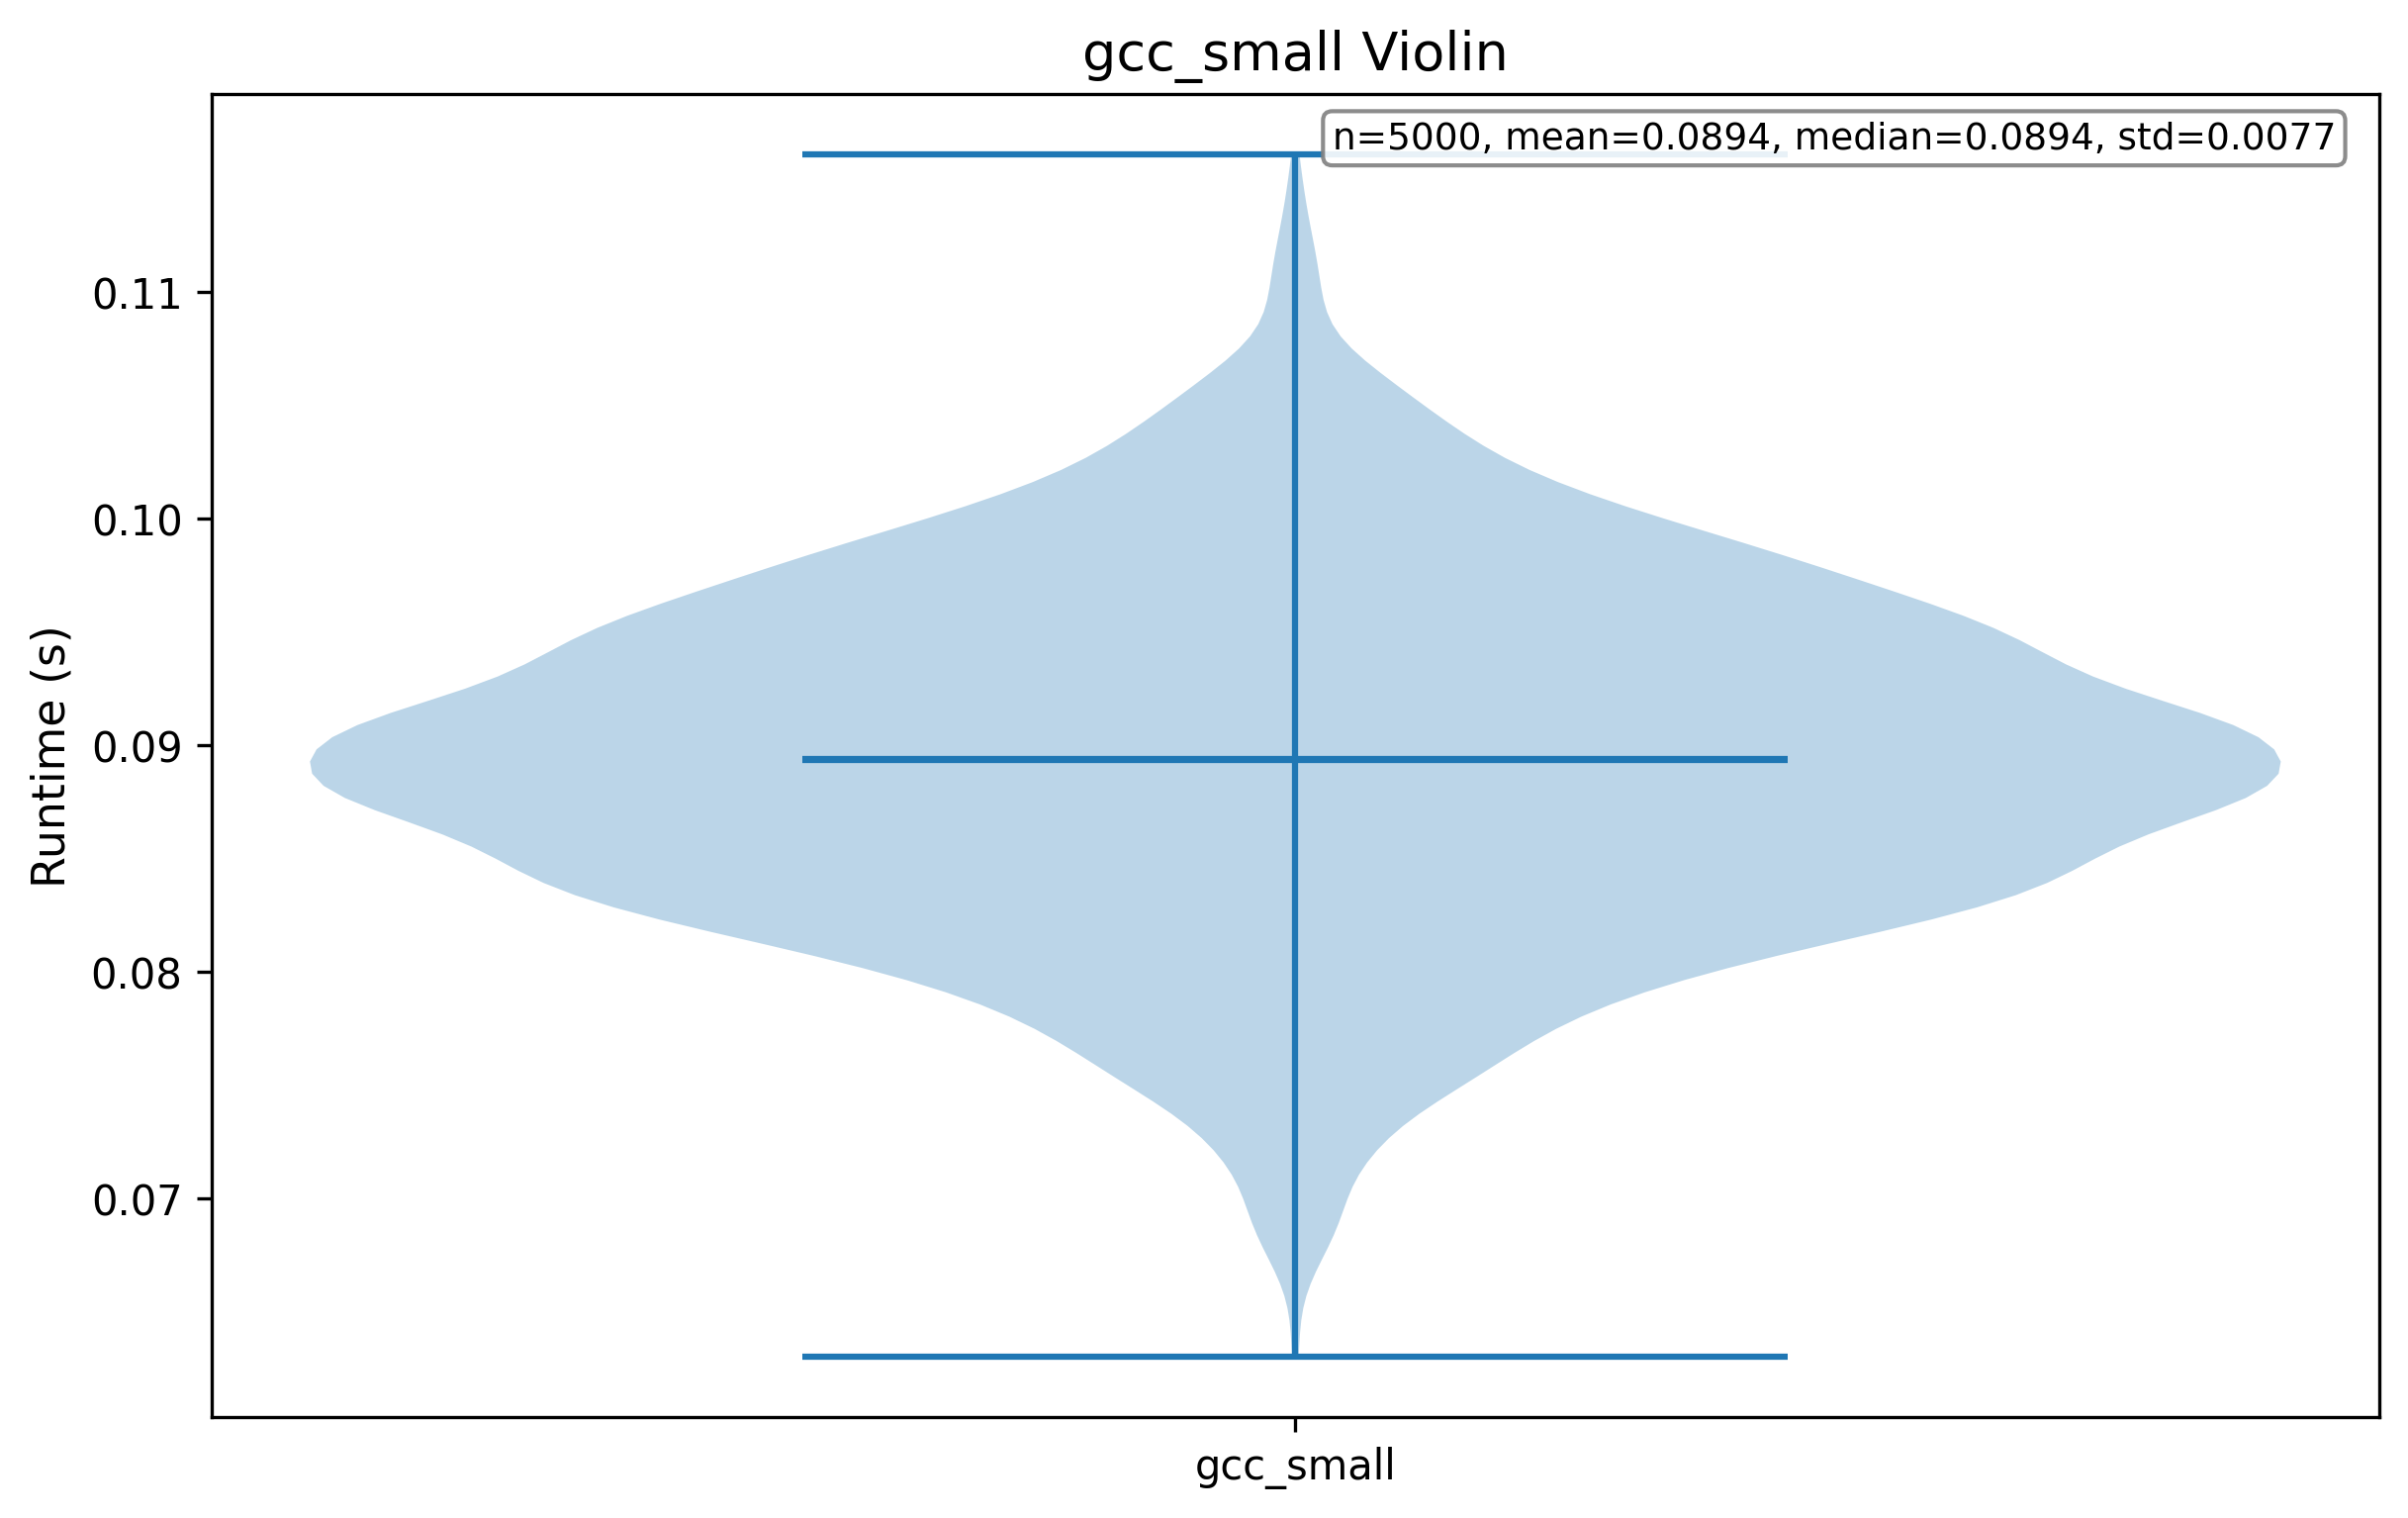 gcc_small Violin
n=5000, mean=0.0894, median=0.0894, std=0.0077
0.11
0.10
0.09
0.08
0.07
Runtime (s)
gcc_small